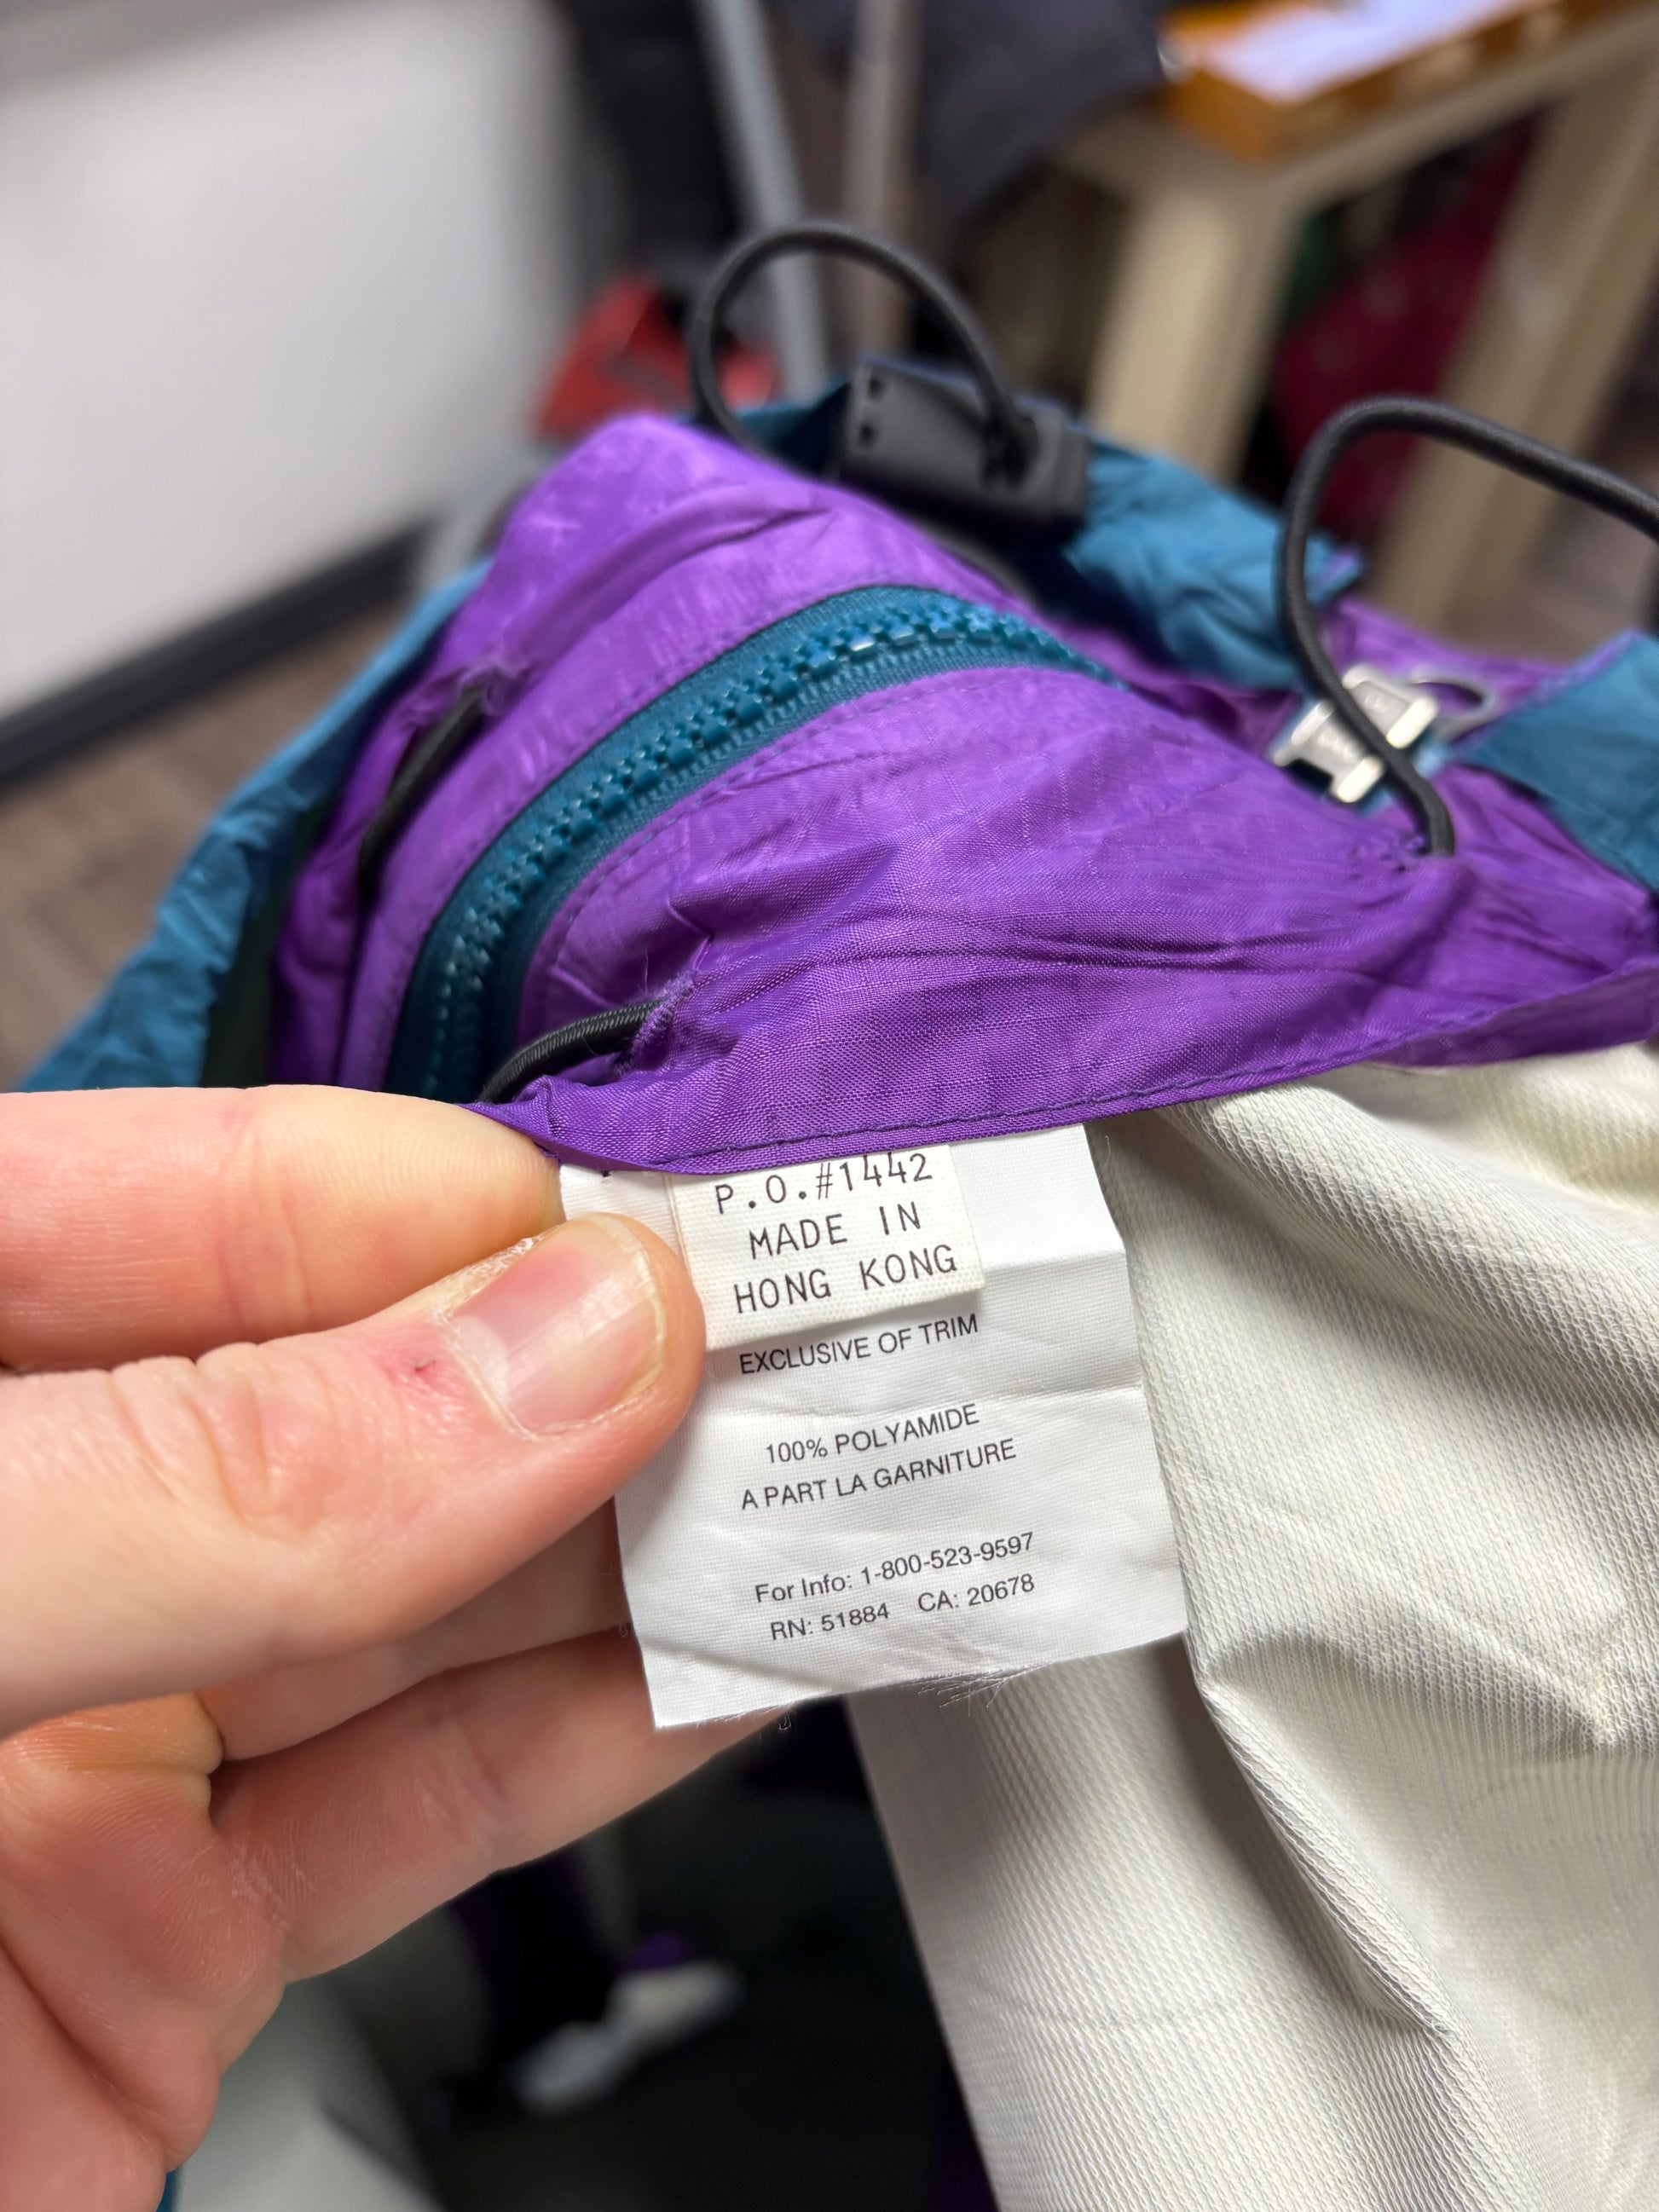 P.O.#1442
MADE IN
HONG KONG
EXCLUSIVE OF TRIM
100% POLYAMIDE
A PART LA GARNITURE
For Info: 1-800-523-9597
RN: 51884 CA: 20678